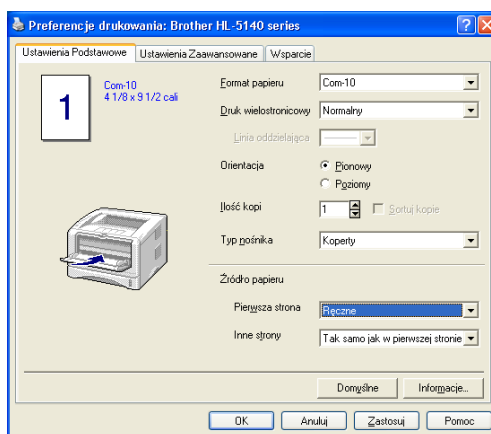 Preferencje drukowania: Brother HL-5140 series
Ustawienia Podstawowe Ustawienia Zaawansowane Wsparcie
1
Com-10
4 1/8 x 9 1/2 cali
Format papieru Com-10
Druk wielostronicowy Normalny
Linia oddzielająca
Orientacja Pionowy
Poziomy
Ilość kopi 1 Sortuj kopie
Typ nośnika Koperty
Źródło papieru
Pierwsza strona Ręczne
Inne strony Tak samo jak w pierwszej stronie
Domyślne Informacje...
OK Anuluj Zastosuj Pomoc